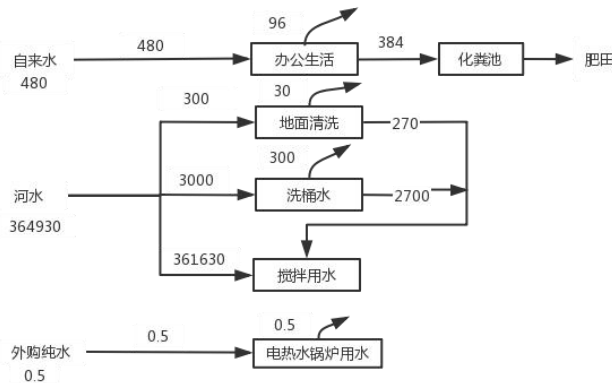 96
480
384
自来水
办公生活
化粪池
肥田
480
30
300
地面清洗
270
300
3000
河水
洗桶水
2700
364930
361630
搅拌用水
0.5
0.5
外购纯水
电热水锅炉用水
0.5